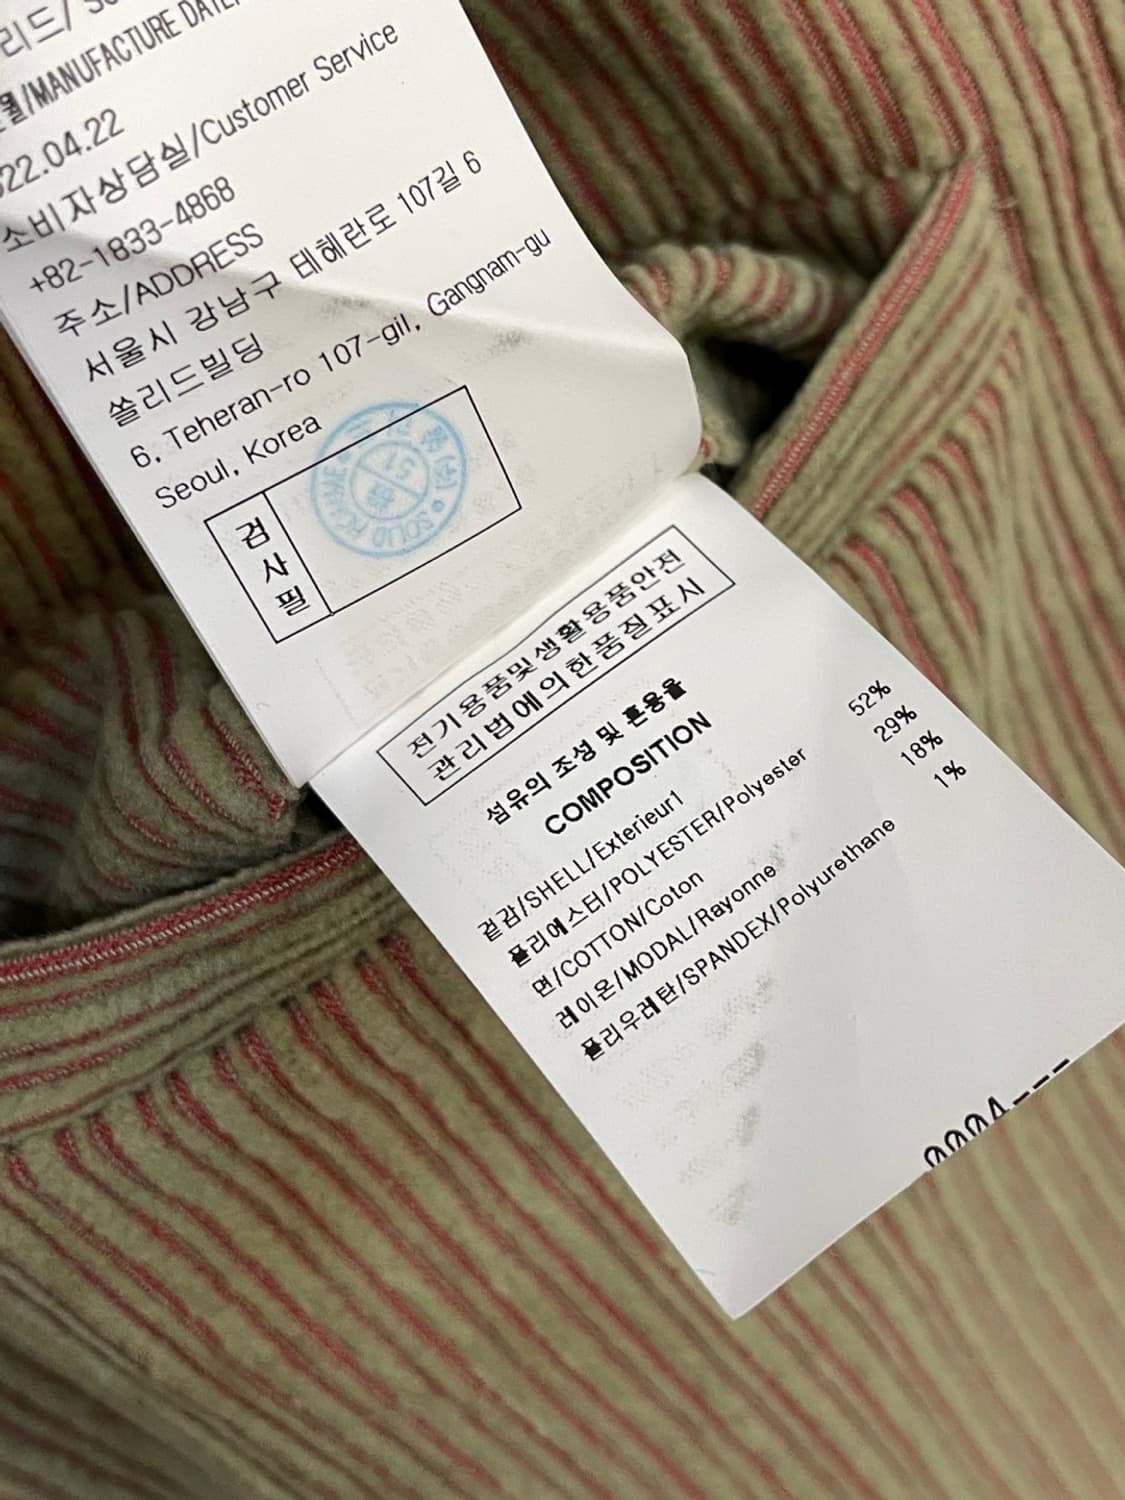 리드/
/MANUFACTURE DATE
22.04.22
소비자상담실/Customer Service
+82-1833-4868
주소/ADDRESS
서울시 강남구 테헤란로 107길 6
쏠리드빌딩
6, Teheran-ro 107-gil, Gangnam-gu
Seoul, Korea
검사필
51
SOLID
전기용품및생활용품안전
관리법에의한품질표시
섬유의 조성 및 혼용율
COMPOSITION
겉감/SHELL/Exterieur1
폴리에스터/POLYESTER/Polyester 52%
면/COTTON/Coton 29%
레이온/MODAL/Rayonne 18%
폴리우레탄/SPANDEX/Polyurethane 1%